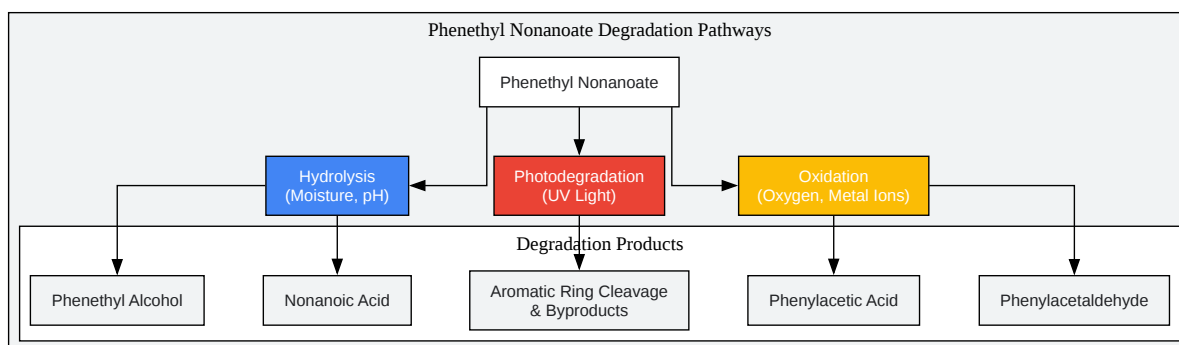 Phenethyl Nonanoate Degradation Pathways
Phenethyl Nonanoate
Hydrolysis
(Moisture, pH)
Photodegradation
(UV Light)
Oxidation
(Oxygen, Metal Ions)
Degradation Products
Phenethyl Alcohol
Nonanoic Acid
Aromatic Ring Cleavage
& Byproducts
Phenylacetic Acid
Phenylacetaldehyde